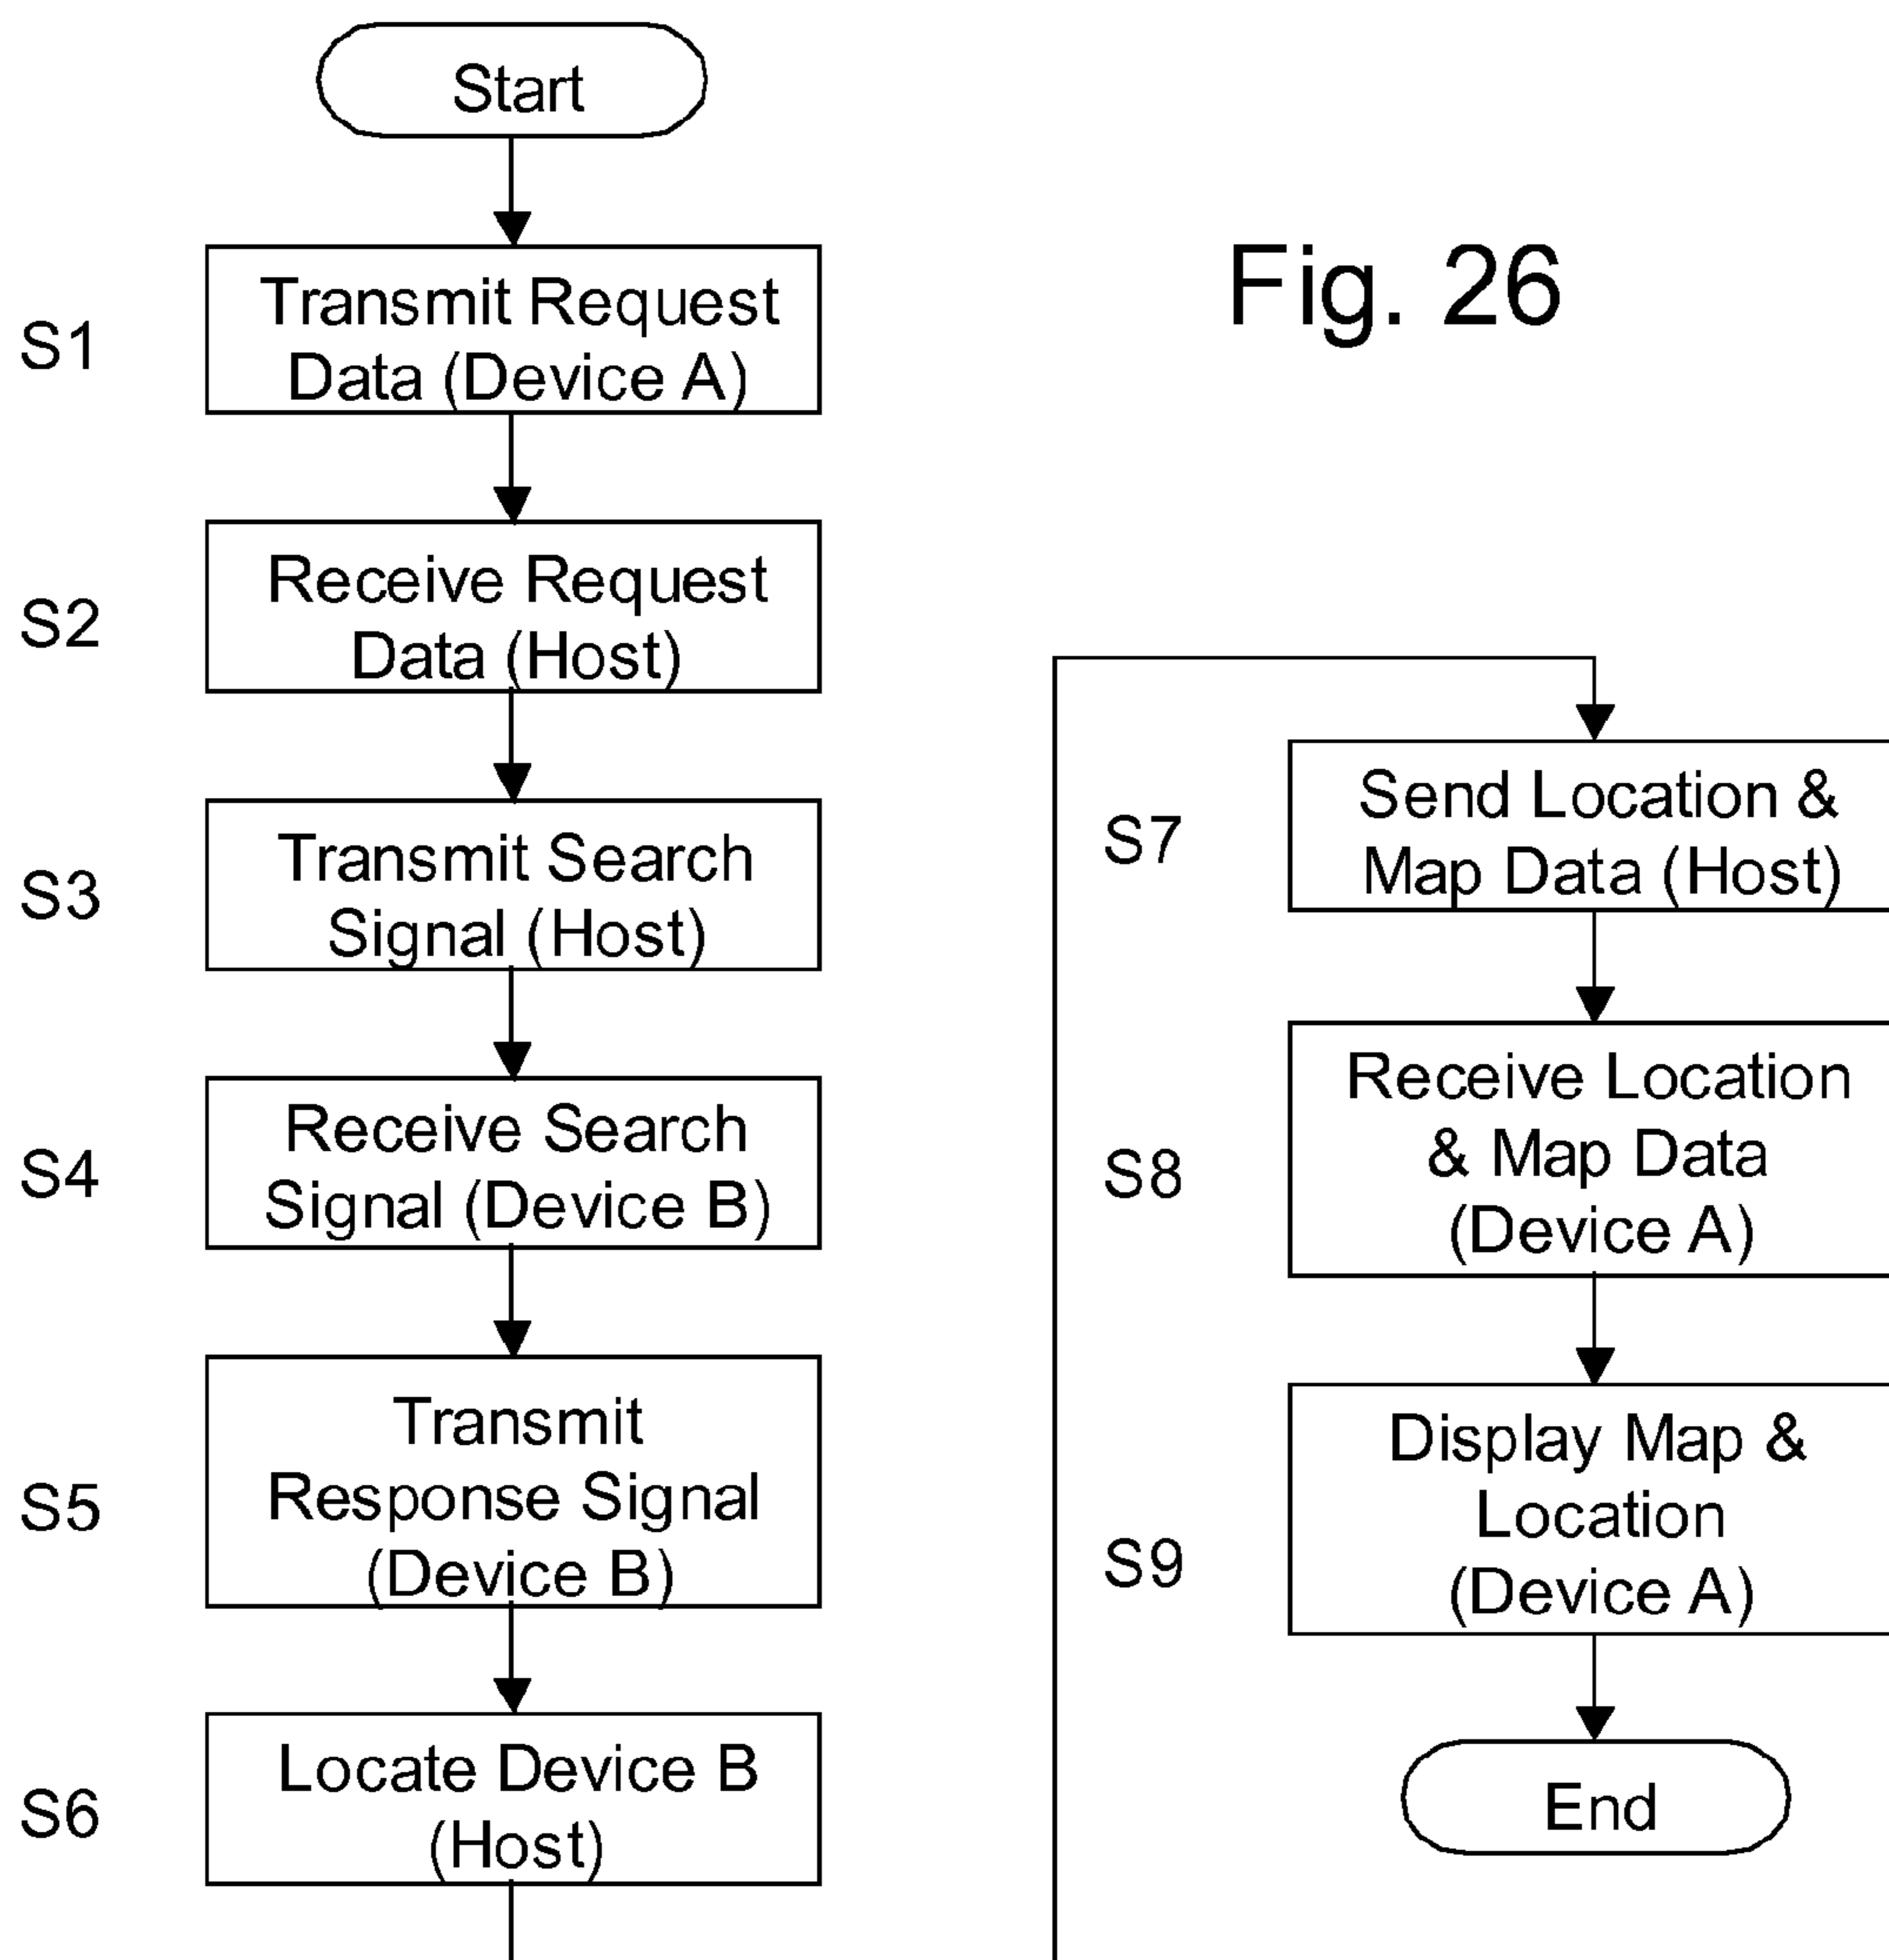 Fig. 26
Start
S1
Transmit Request
Data (Device A)
S2
Receive Request
Data (Host)
S3
Transmit Search
Signal (Host)
S4
Receive Search
Signal (Device B)
S5
Transmit
Response Signal
(Device B)
S6
Locate Device B
(Host)
S7
Send Location &
Map Data (Host)
S8
Receive Location
& Map Data
(Device A)
S9
Display Map &
Location
(Device A)
End